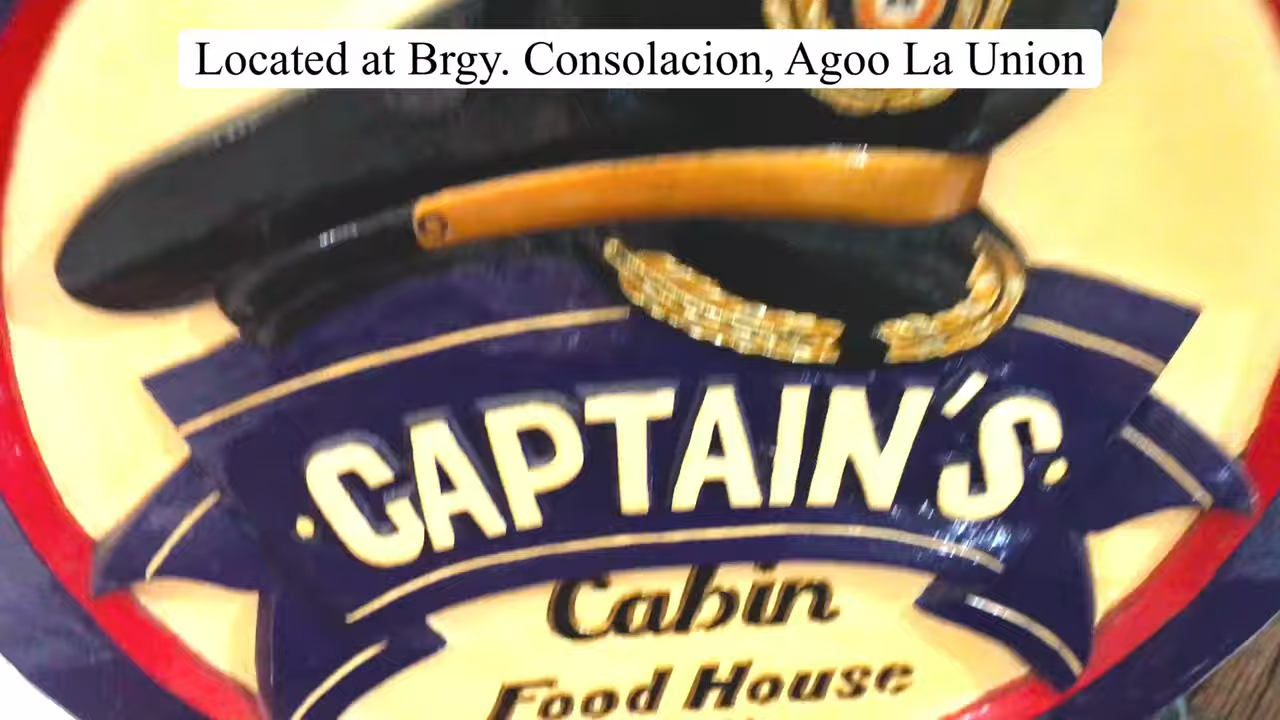 Located at Brgy. Consolacion, Agoo La Union
CAPTAIN'S
Cabin
Food House